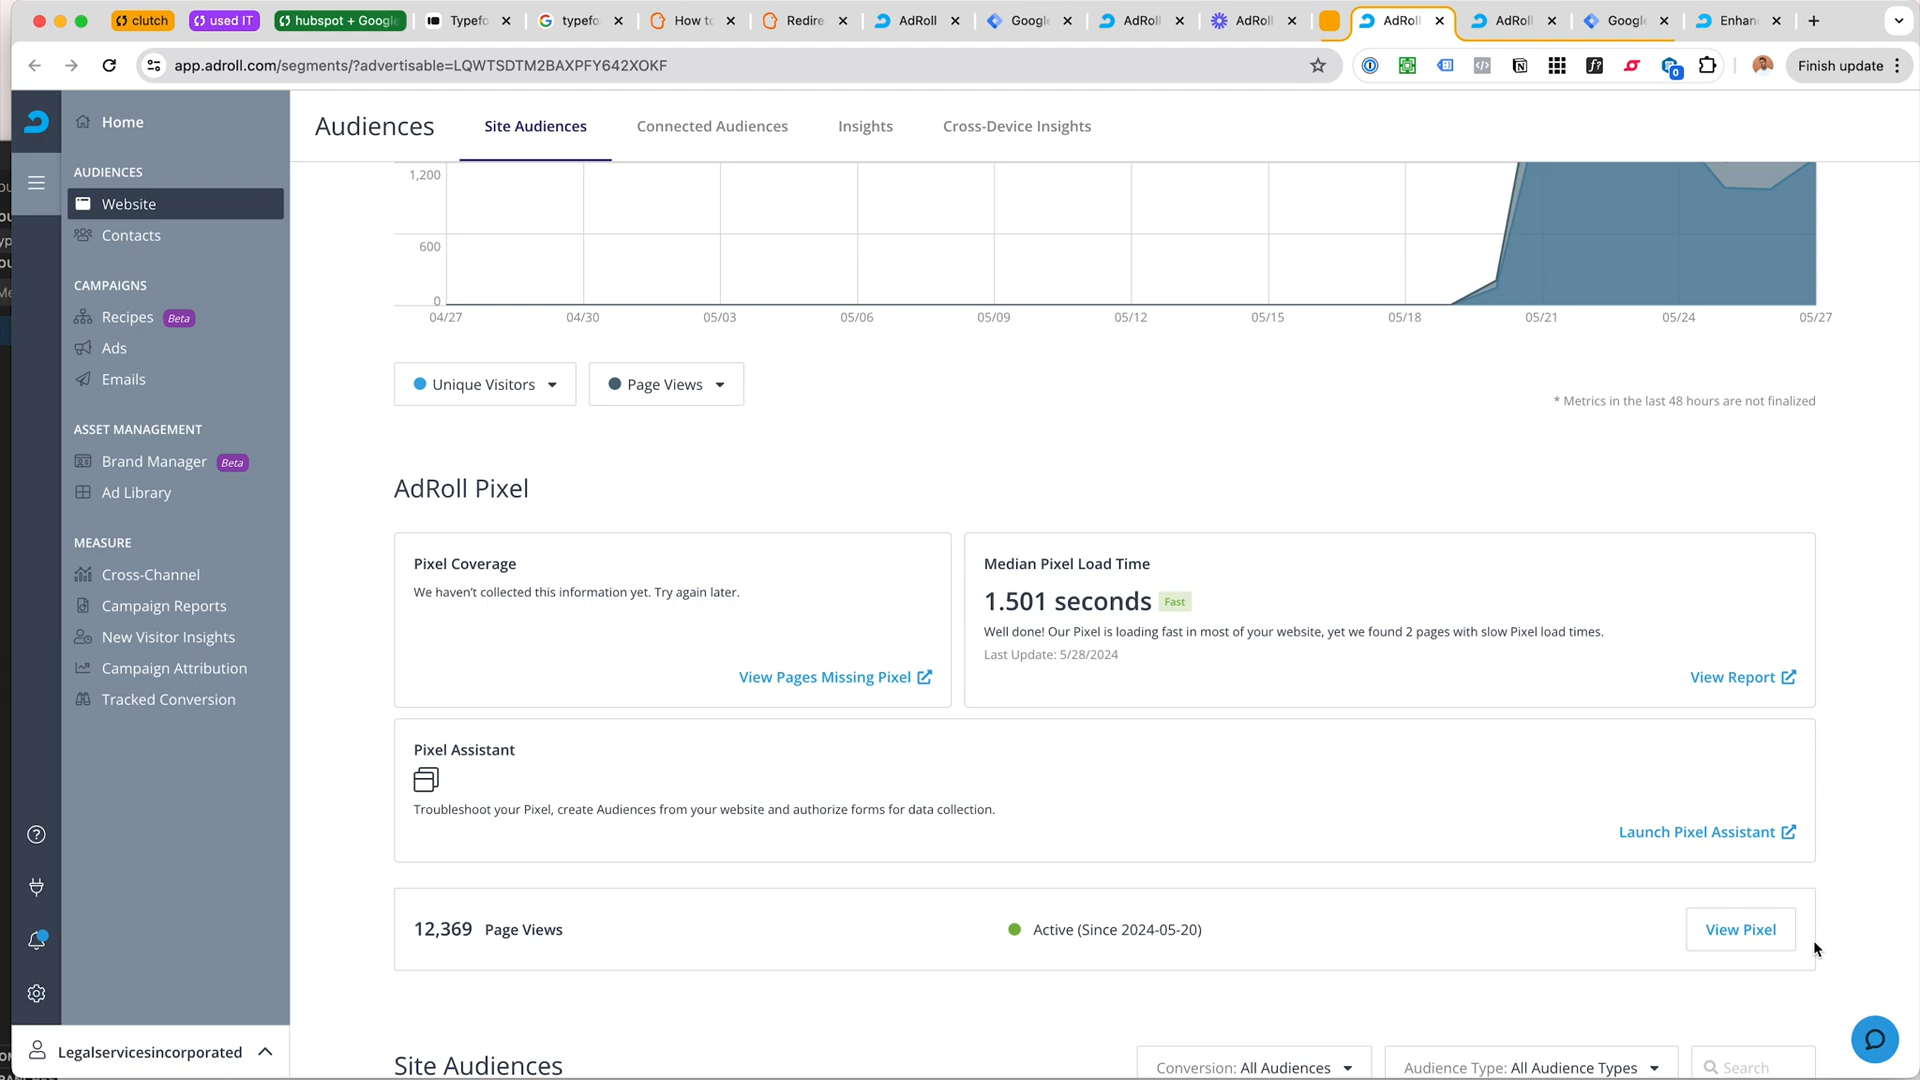 clutch
used IT
hubspot + Google
Typefo
typefo
How to
Redire
AdRoll
Google
AdRoll
AdRoll
AdRoll
AdRoll
Google
Enhan
app.adroll.com/segments/?advertisable=LQWTSDTM2BAXPFY642XOKF
0
Finish update
Home
AUDIENCES
Website
Contacts
CAMPAIGNS
Recipes Beta
Ads
Emails
ASSET MANAGEMENT
Brand Manager Beta
Ad Library
MEASURE
Cross-Channel
Campaign Reports
New Visitor Insights
Campaign Attribution
Tracked Conversion
Legalservicesincorporated
Audiences
Site Audiences
Connected Audiences
Insights
Cross-Device Insights
1,200
600
0
04/27 04/30 05/03 05/06 05/09 05/12 05/15 05/18 05/21 05/24 05/27
Unique Visitors
Page Views
* Metrics in the last 48 hours are not finalized
AdRoll Pixel
Pixel Coverage
We haven't collected this information yet. Try again later.
View Pages Missing Pixel
Median Pixel Load Time
1.501 seconds Fast
Well done! Our Pixel is loading fast in most of your website, yet we found 2 pages with slow Pixel load times.
Last Update: 5/28/2024
View Report
Pixel Assistant
Troubleshoot your Pixel, create Audiences from your website and authorize forms for data collection.
Launch Pixel Assistant
12,369 Page Views
Active (Since 2024-05-20)
View Pixel
Site Audiences
Conversion: All Audiences
Audience Type: All Audience Types
Search